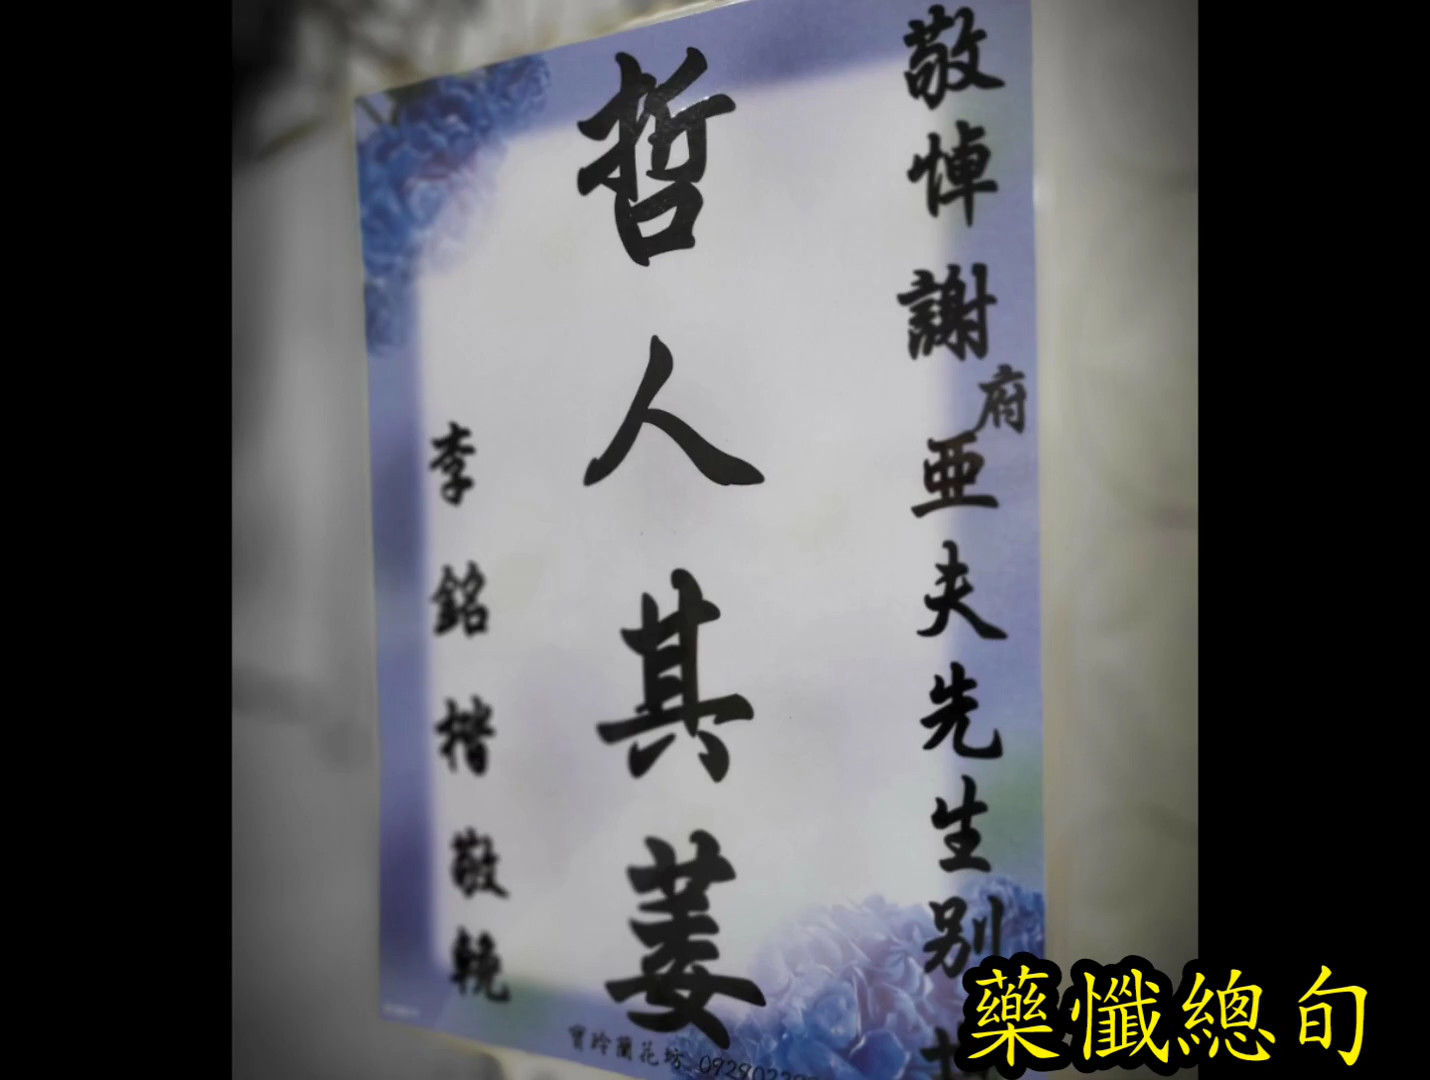 敬悼謝府亞夫先生別
哲人其萎
李銘楷敬輓
寶玲蘭花坊
藥懺總旬